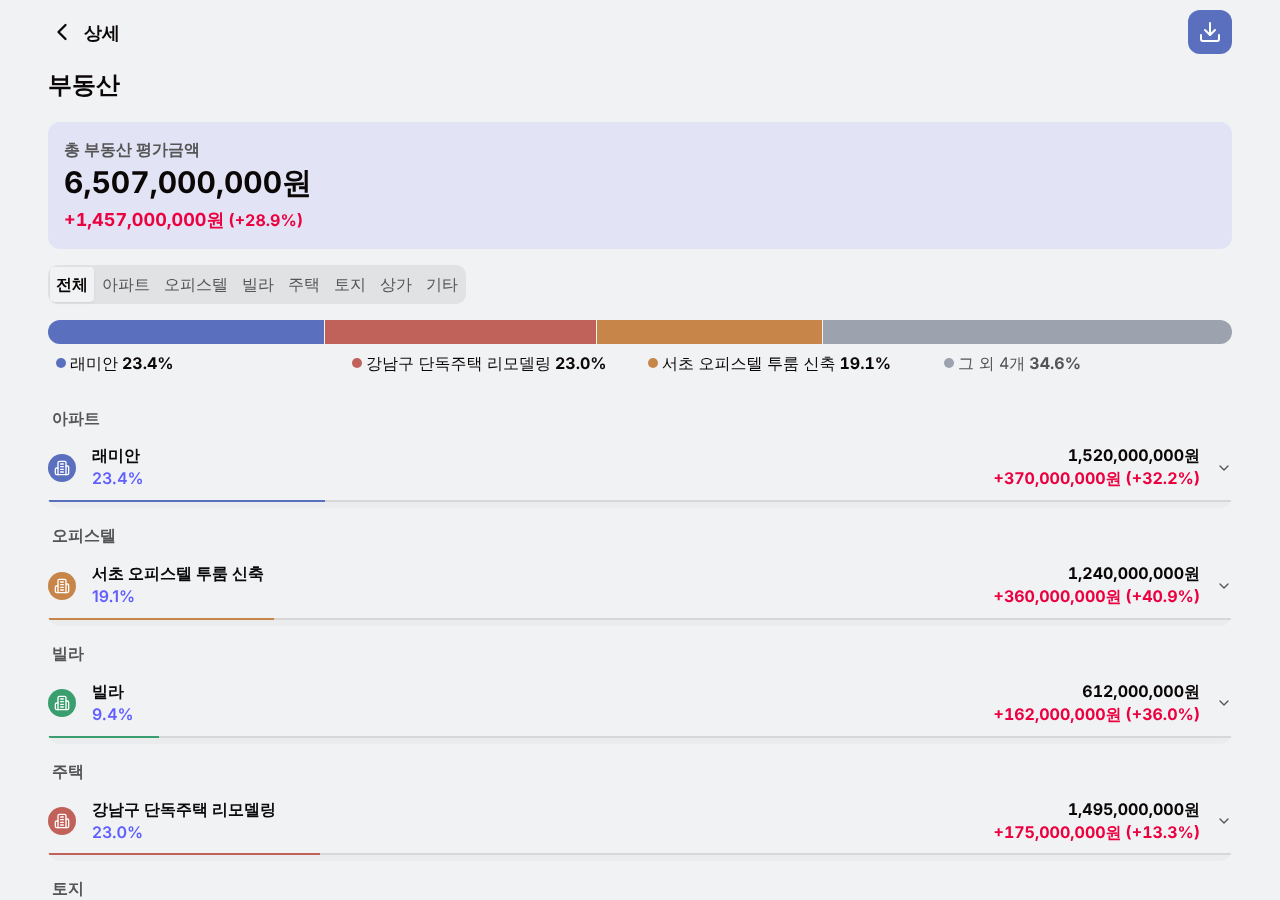 상세
부동산
총 부동산 평가금액
6,507,000,000원
+1,457,000,000원 (+28.9%)
전체 아파트 오피스텔 빌라 주택 토지 상가 기타
래미안 23.4% 강남구 단독주택 리모델링 23.0% 서초 오피스텔 투룸 신축 19.1% 그 외 4개 34.6%
아파트
래미안 1,520,000,000원
23.4% +370,000,000원 (+32.2%)
오피스텔
서초 오피스텔 투룸 신축 1,240,000,000원
19.1% +360,000,000원 (+40.9%)
빌라
빌라 612,000,000원
9.4% +162,000,000원 (+36.0%)
주택
강남구 단독주택 리모델링 1,495,000,000원
23.0% +175,000,000원 (+13.3%)
토지